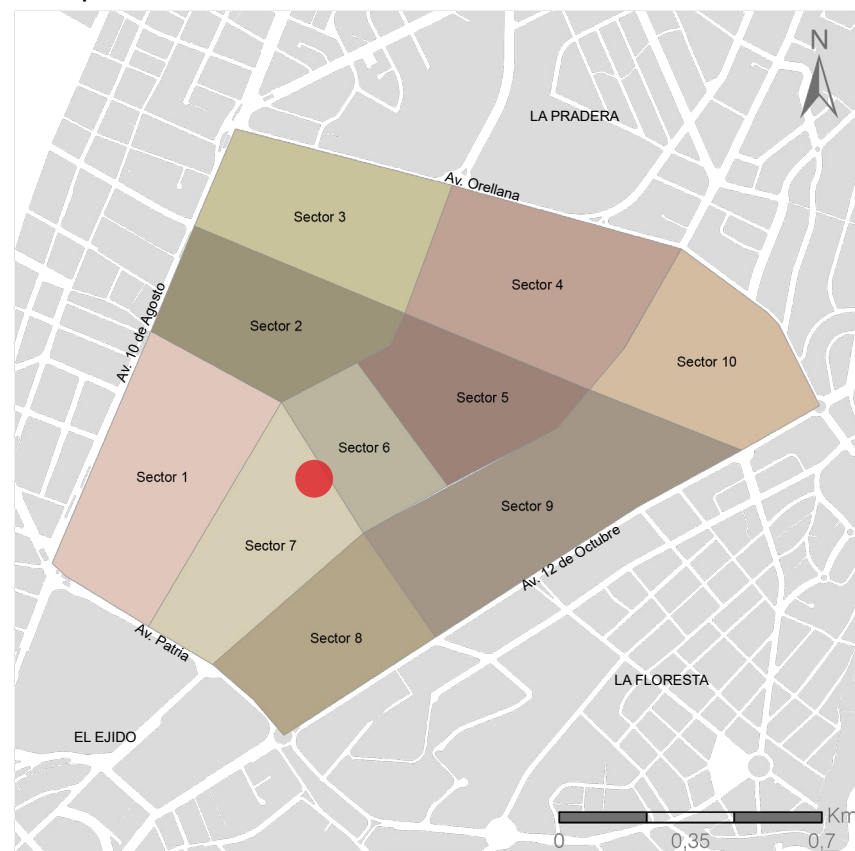 N
LA PRADERA
Av. Orellana
Sector 3
Sector 4
Av. 10 de Agosto
Sector 2
Sector 10
Sector 5
Sector 6
Sector 1
Sector 9
Sector 7
Av. 12 de Octubre
Av. Patria
Sector 8
LA FLORESTA
EL EJIDO
Km
0
0,35
0,7